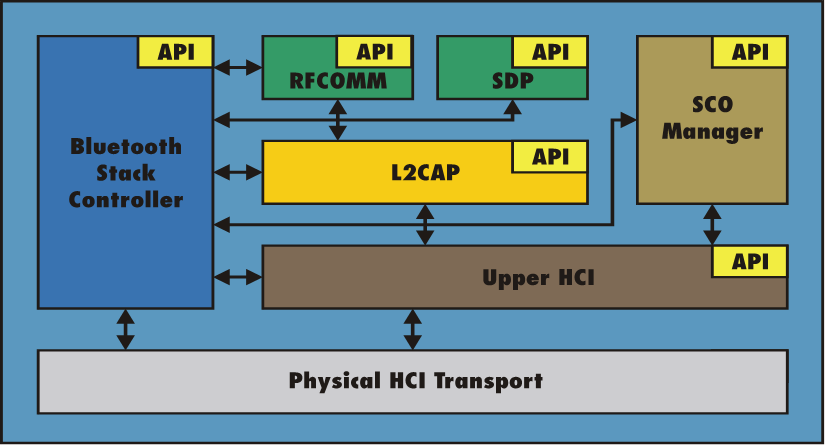 API
API
API
API
RFCOMM
SDP
SCO
Manager
Bluetooth
Stack
Controller
API
L2CAP
API
Upper HCI
Physical HCI Transport